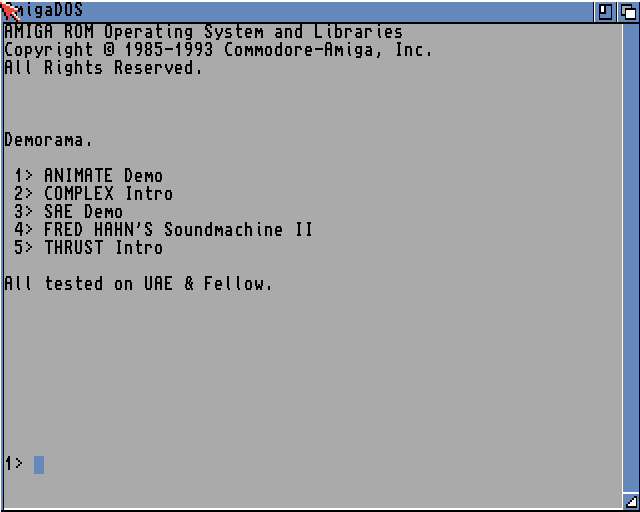 AmigaDOS
AMIGA ROM Operating System and Libraries
Copyright © 1985-1993 Commodore-Amiga, Inc.
All Rights Reserved.
Demorama.
1> ANIMATE Demo
2> COMPLEX Intro
3> SAE Demo
4> FRED HAHN'S Soundmachine II
5> THRUST Intro
All tested on UAE & Fellow.
1>